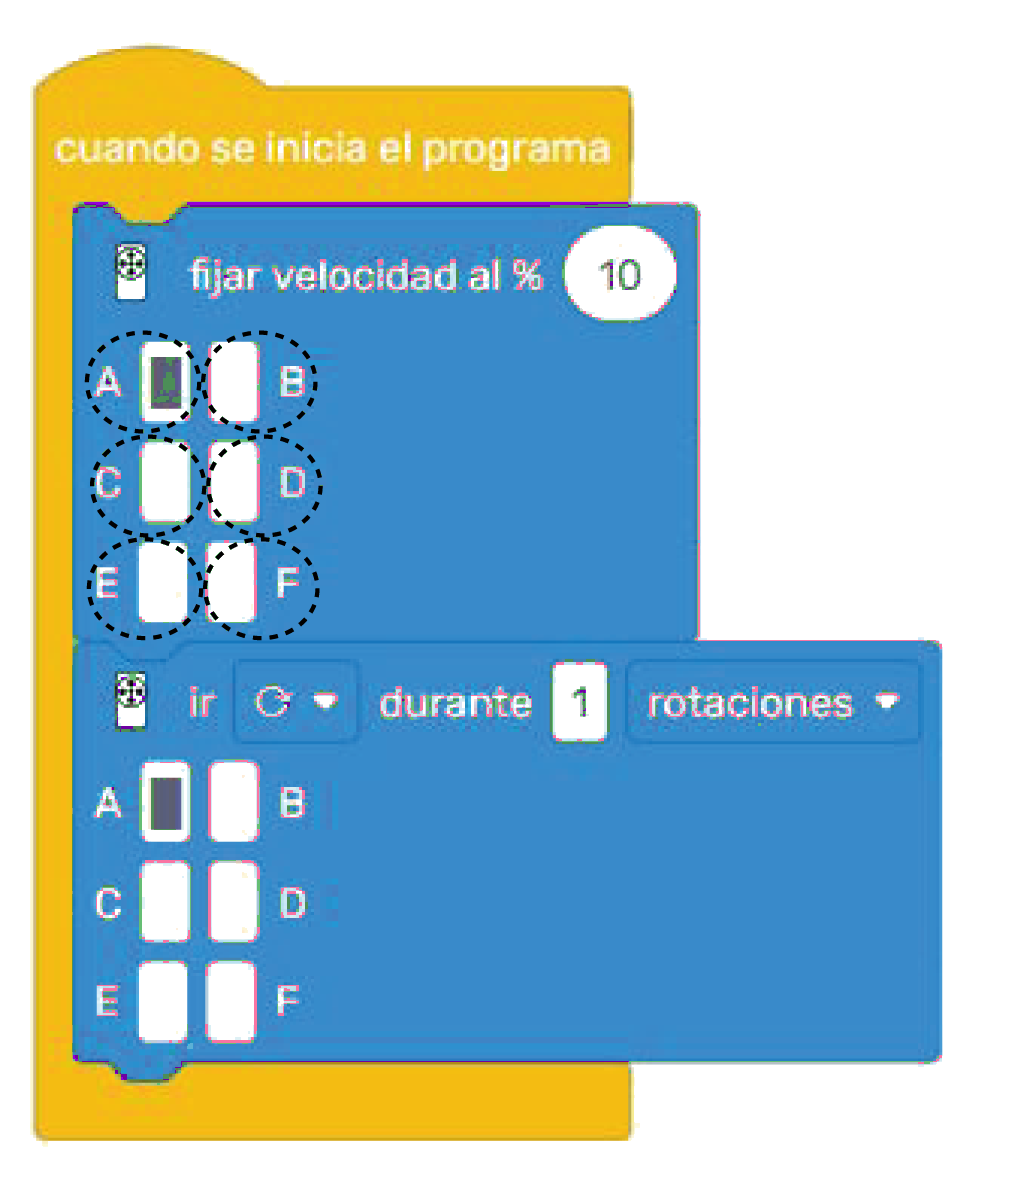 cuando se inicia el programa
fijar velocidad al % 10
A B
C D
E F
ir durante 1 rotaciones
A B
C D
E F